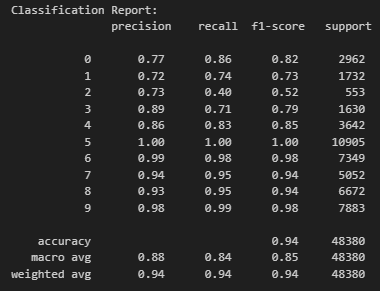 Classification Report:
precision recall f1-score support
0 0.77 0.86 0.82 2962
1 0.72 0.74 0.73 1732
2 0.73 0.40 0.52 553
3 0.89 0.71 0.79 1630
4 0.86 0.83 0.85 3642
5 1.00 1.00 1.00 10905
6 0.99 0.98 0.98 7349
7 0.94 0.95 0.94 5052
8 0.93 0.95 0.94 6672
9 0.98 0.99 0.98 7883
accuracy 0.94 48380
macro avg 0.88 0.84 0.85 48380
weighted avg 0.94 0.94 0.94 48380